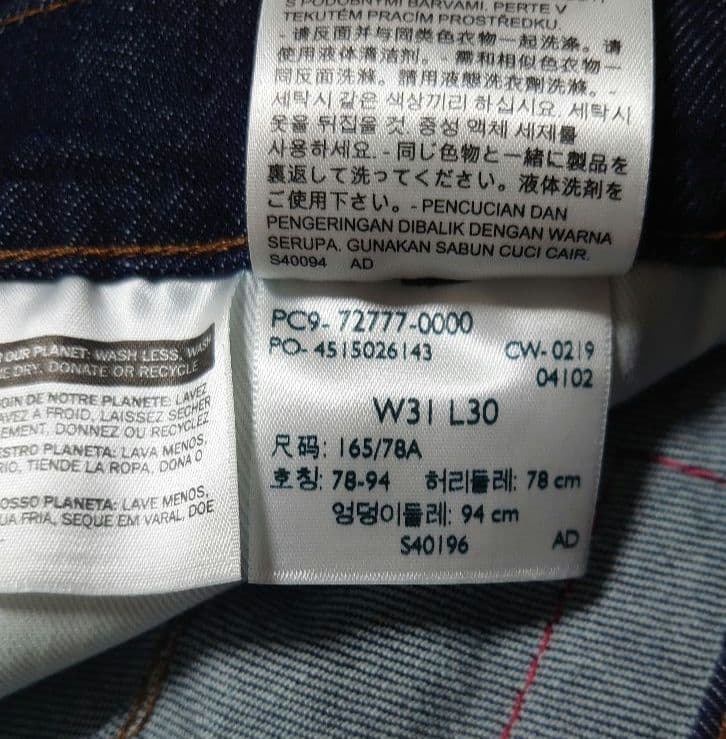 S PODOBNÝMI BARVAMI. PERTE V
TEKUTÉM PRACÍM PROSTŘEDKU.
- 请反面并与同类色衣物一起洗涤。请
使用液体清洁剂。- 需和相似色衣物一
同反面洗滌。請用液態洗衣劑洗滌。-
세탁시 같은 색상끼리 하십시요. 세탁시
옷을 뒤집을 것. 중성 액체 세제를
사용하세요. - 同じ色物と一緒に製品を
裏返して洗ってください。液体洗剤を
ご使用下さい。- PENCUCIAN DAN
PENGERINGAN DIBALIK DENGAN WARNA
SERUPA. GUNAKAN SABUN CUCI CAIR.
S40094 AD
OUR PLANET: WASH LESS, WASH
DRY, DONATE OR RECYCLE
DE NOTRE PLANETE: LAVEZ
LAVEZ A FROID, LAISSEZ SECHER
DONNEZ OU RECYCLEZ
PLANETA: LAVA MENOS,
TIENDE LA ROPA, DONA O
NOSSO PLANETA: LAVE MENOS,
FRIA, SEQUE EM VARAL, DOE
PC9- 72777-0000
PO- 4515026143 CW- 0219
04102
W31 L30
尺码: 165/78A
호칭: 78-94 허리둘레: 78 cm
엉덩이둘레: 94 cm
S40196 AD